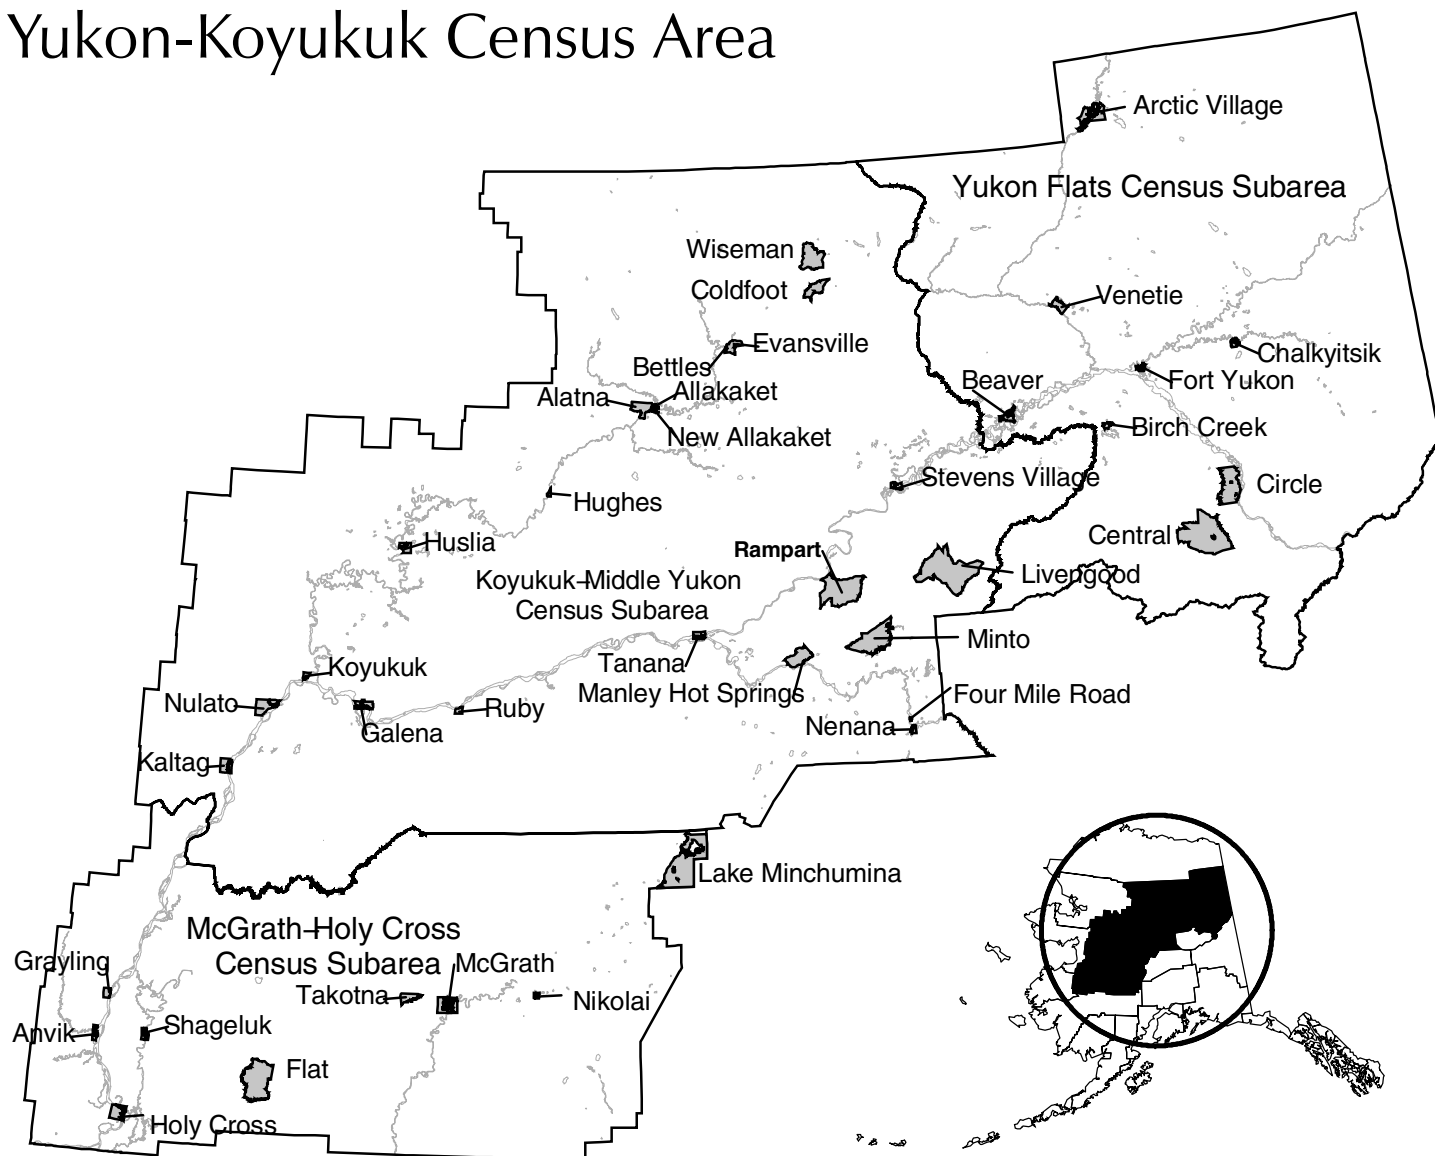 Yukon-Koyukuk Census Area
Arctic Village
Yukon Flats Census Subarea
Wiseman
Coldfoot
Venetie
Evansville
Chalkyitsik
Bettles
Fort Yukon
Beaver
Allakaket
Alatna
New Allakaket
Birch Creek
Stevens Village
Circle
Hughes
Central
Huslia
Rampart
Livengood
Koyukuk-Middle Yukon
Census Subarea
Minto
Tanana
Koyukuk
Manley Hot Springs
Four Mile Road
Nulato
Ruby
Nenana
Galena
Kaltag
Lake Minchumina
McGrath-Holy Cross
Census Subarea
McGrath
Grayling
Takotna
Nikolai
Anvik
Shageluk
Flat
Holy Cross